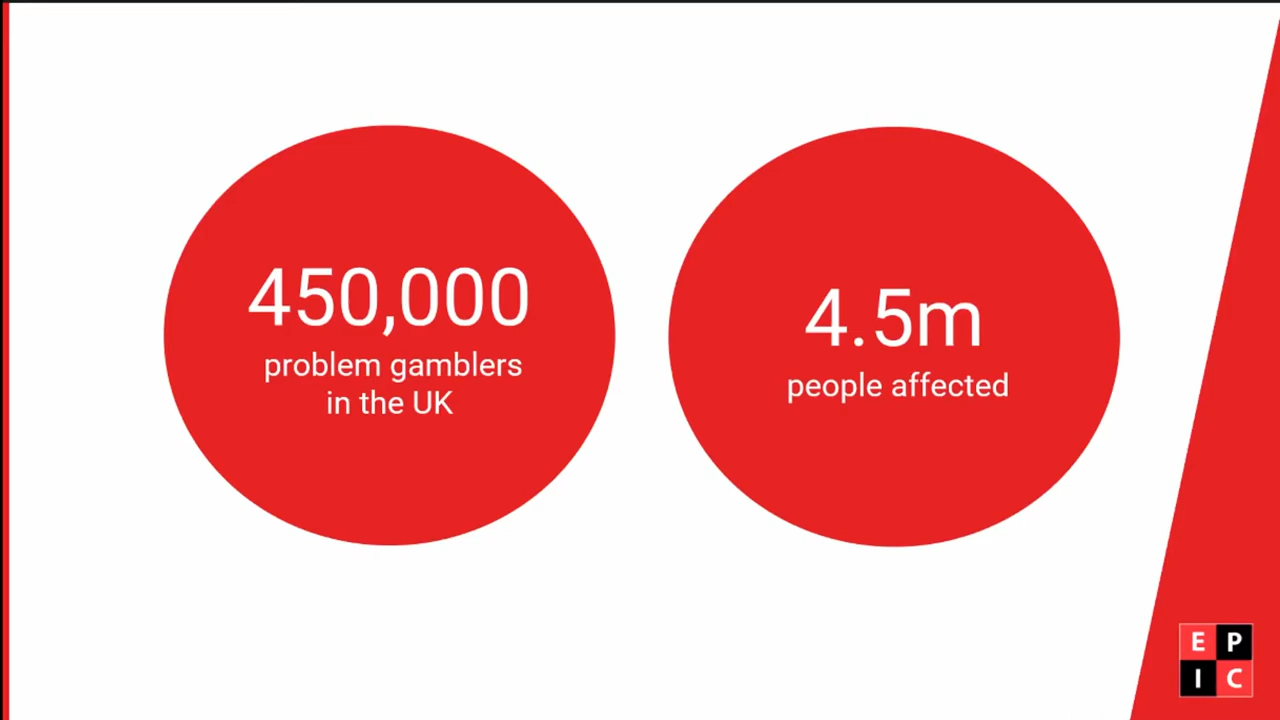 450,000
problem gamblers
in the UK
4.5m
people affected
E P
I C